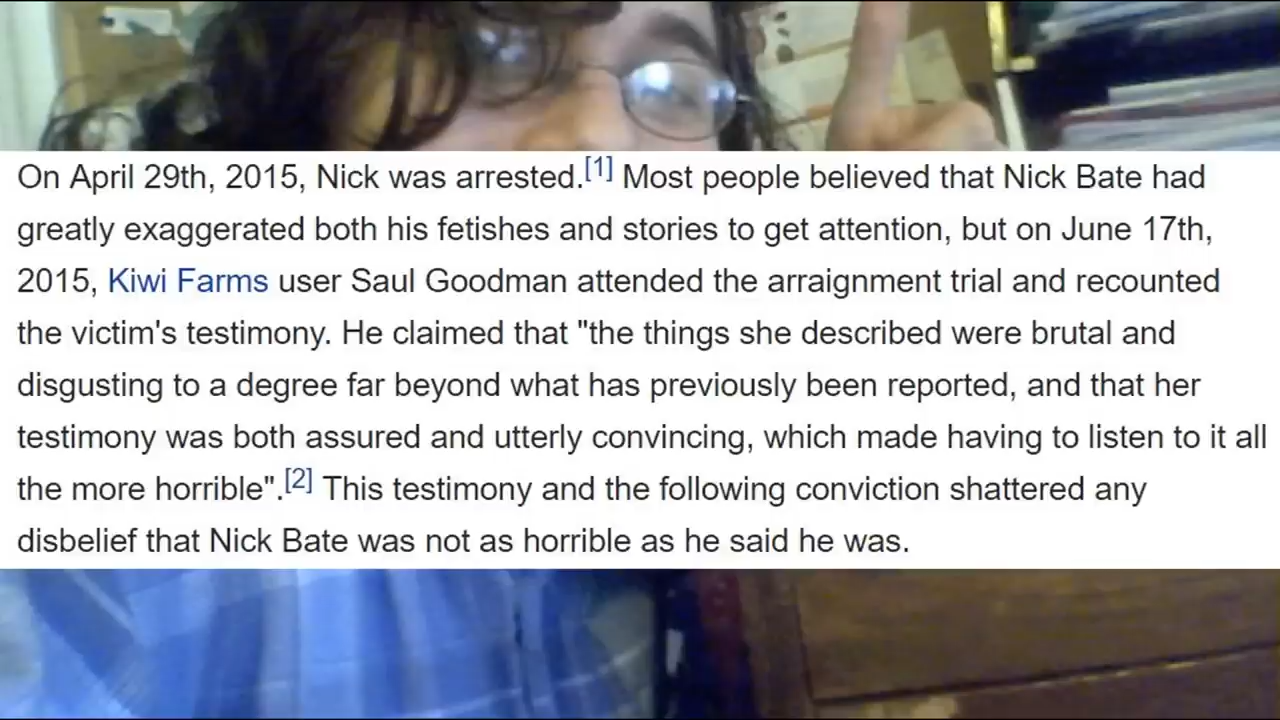 On April 29th, 2015, Nick was arrested.[1] Most people believed that Nick Bate had
greatly exaggerated both his fetishes and stories to get attention, but on June 17th,
2015, Kiwi Farms user Saul Goodman attended the arraignment trial and recounted
the victim's testimony. He claimed that "the things she described were brutal and
disgusting to a degree far beyond what has previously been reported, and that her
testimony was both assured and utterly convincing, which made having to listen to it all
the more horrible".[2] This testimony and the following conviction shattered any
disbelief that Nick Bate was not as horrible as he said he was.